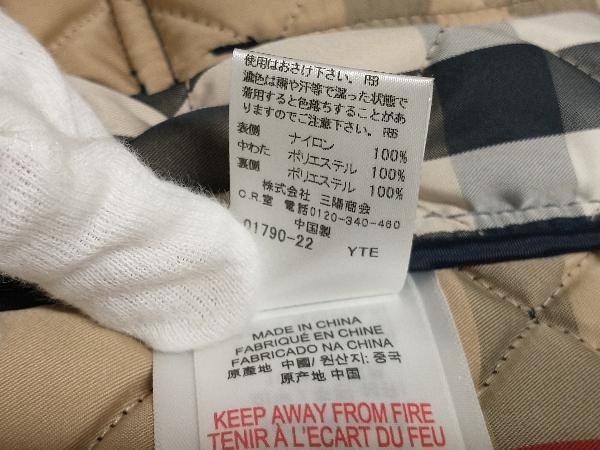 使用はおさけ下さい。RB
濃色は雨や汗等で湿った状態で
着用すると色落ちすることがあ
りますのでご注意下さい。RB
表側 ナイロン 100%
中わた ポリエステル 100%
裏側 ポリエステル 100%
株式会社 三陽商会
C.R.室 電話0120-340-460
中国製
01790-22 YTE
MADE IN CHINA
FABRIQUÉ EN CHINE
FABRICADO NA CHINA
原產地 中國/ 원산지: 중국
原产地 中国
KEEP AWAY FROM FIRE
TENIR À L'ECART DU FEU